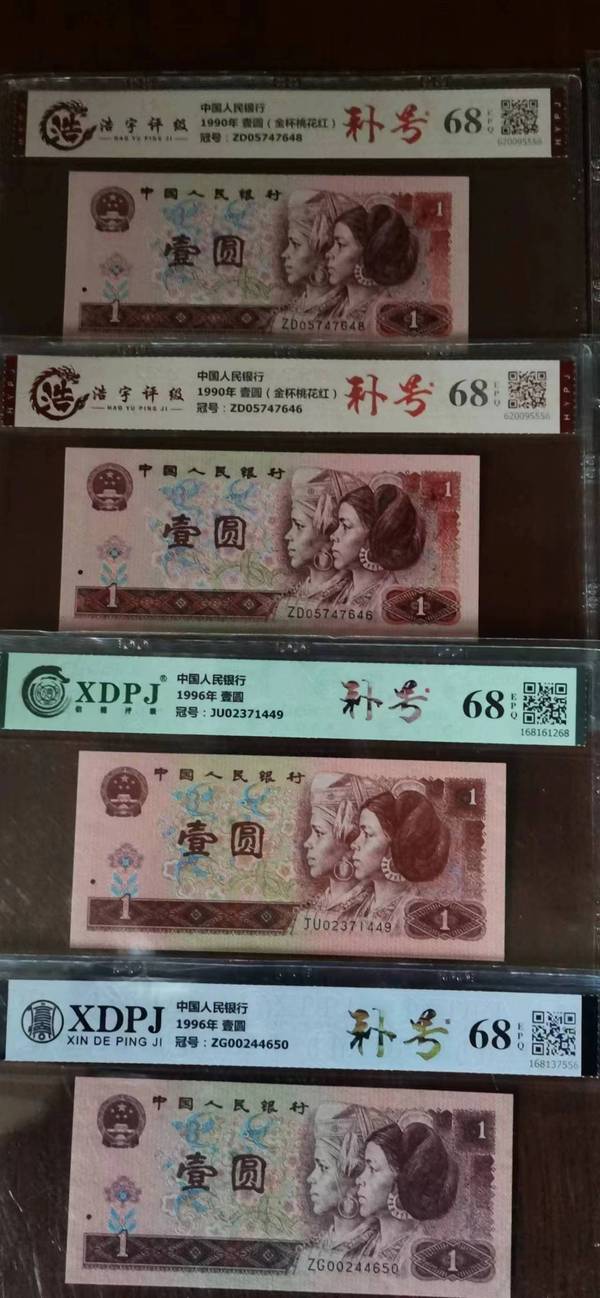 浩
浩宇评级
HAO YU PING JI
中国人民银行
1990年 壹圆（金杯桃花红）
冠号：ZD05747648
补号
68
EPQ
620095556
HYPJ
中国人民银行
壹圆
1
1
1
ZD05747648
HYPJ
浩
浩宇评级
HAO YU PING JI
中国人民银行
1990年 壹圆（金杯桃花红）
冠号：ZD05747646
补号
68
EPQ
620095556
HYPJ
中国人民银行
壹圆
1
1
1
ZD05747646
XDPJ®
中国人民银行
1996年 壹圆
冠号：JU02371449
补号
68
EPQ
168161268
中国人民银行
壹圆
1
1
1
JU02371449
XDPJ
XIN DE PING JI
中国人民银行
1996年 壹圆
冠号：ZG00244650
补号
68
EPQ
168137556
中国人民银行
壹圆
1
1
1
ZG00244650